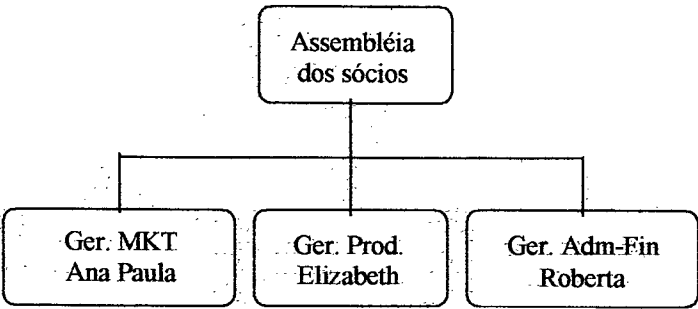 Assembléia
dos sócios
Ger. MKT
Ana Paula
Ger. Prod.
Elizabeth
Ger. Adm-Fin
Roberta